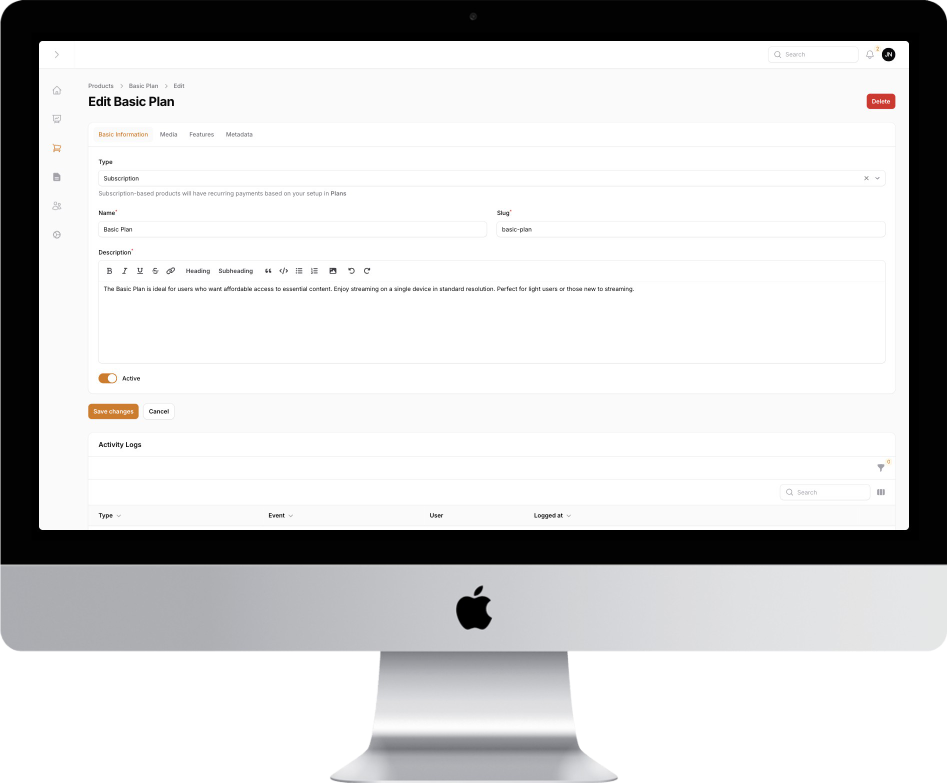 Search
2
JN
Products > Basic Plan > Edit
Edit Basic Plan
Delete
Basic Information Media Features Metadata
Type
Subscription
Subscription-based products will have recurring payments based on your setup in Plans
Name* Slug*
Basic Plan basic-plan
Description*
B I U S Heading Subheading
The Basic Plan is ideal for users who want affordable access to essential content. Enjoy streaming on a single device in standard resolution. Perfect for light users or those new to streaming.
Active
Save changes Cancel
Activity Logs
0
Search
Type Event User Logged at